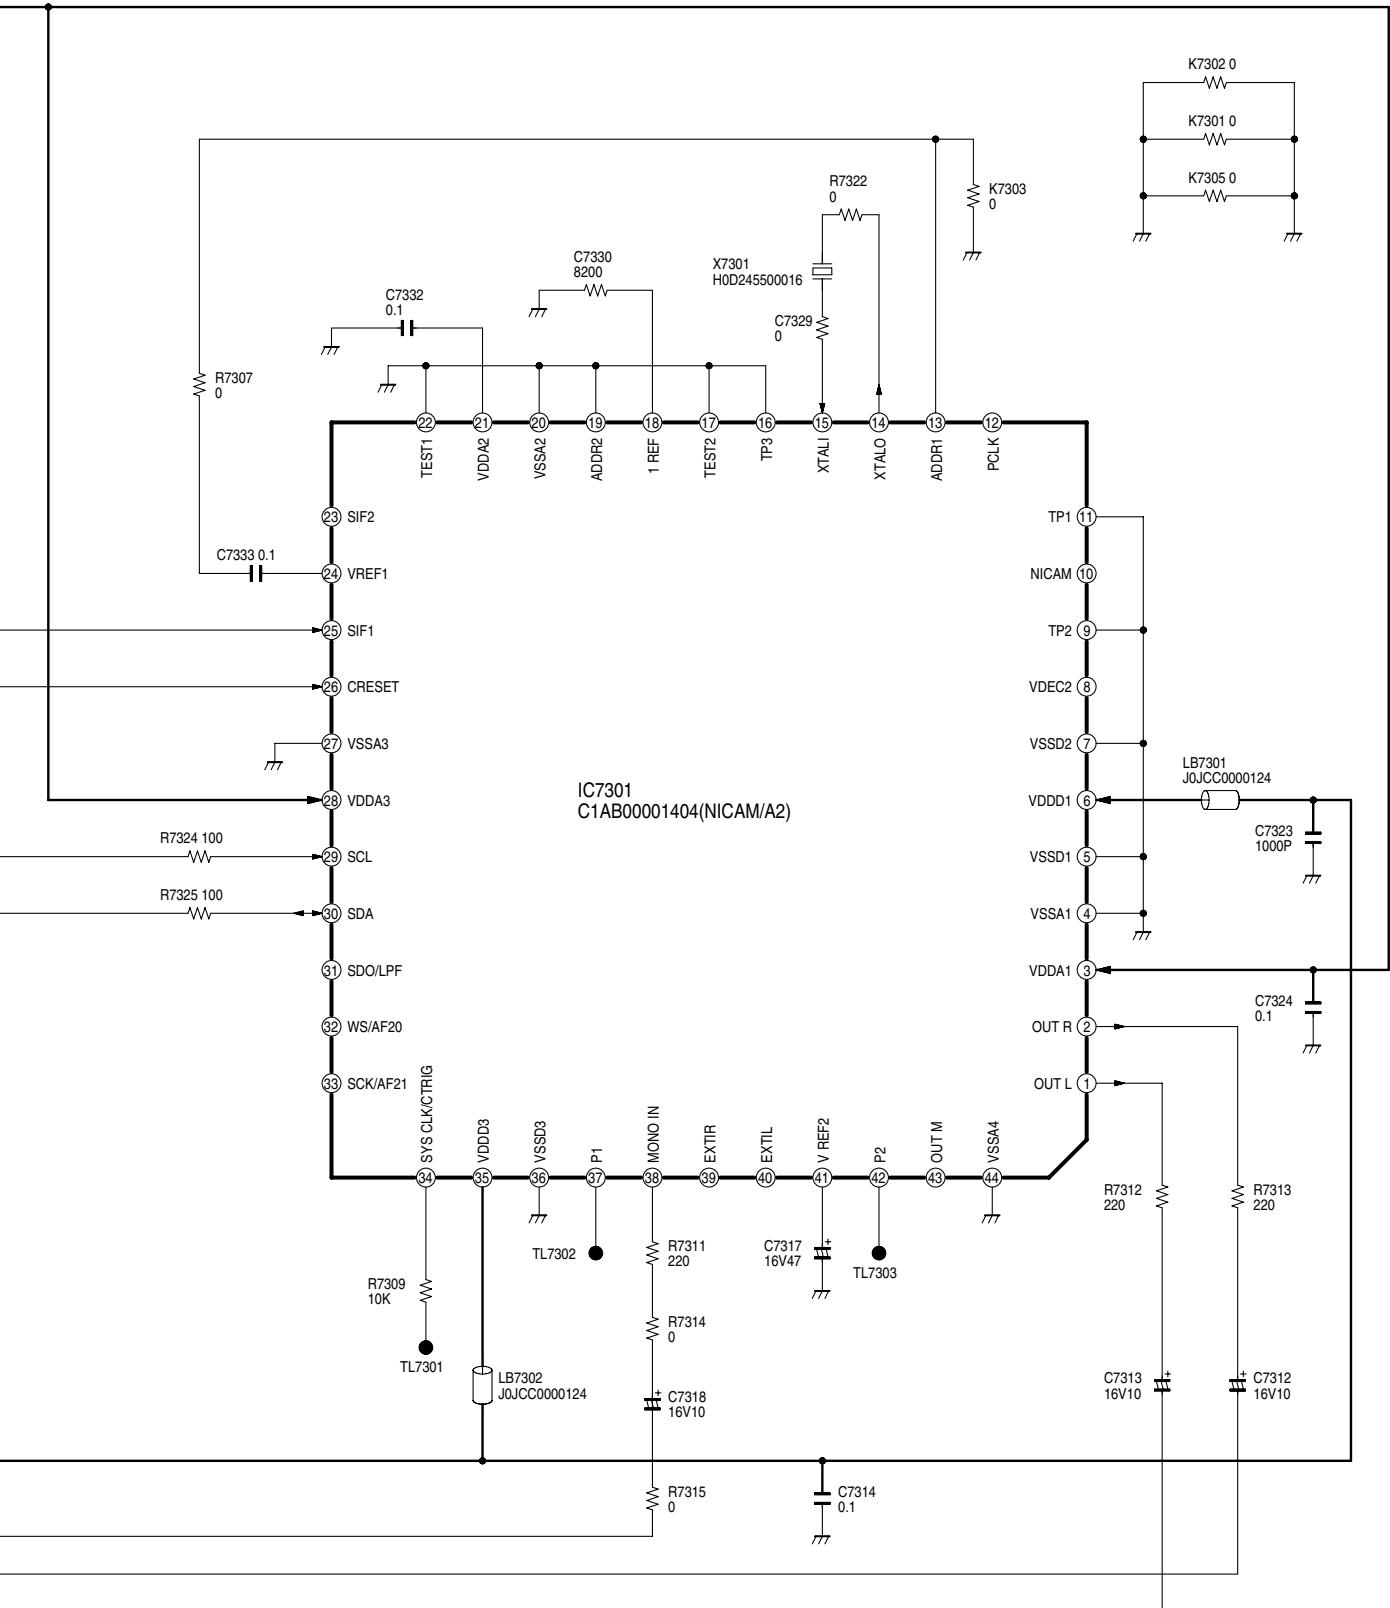 K7302 0
K7301 0
K7305 0
R7322
0
K7303
0
C7330
8200
X7301
H0D245500016
C7332
0.1
C7329
0
R7307
0
22
21
20
19
18
17
16
15
14
13
12
TEST1
VDDA2
VSSA2
ADDR2
1 REF
TEST2
TP3
XTALI
XTALO
ADDR1
PCLK
23 SIF2
TP1 11
C7333 0.1
24 VREF1
NICAM 10
25 SIF1
TP2 9
26 CRESET
VDEC2 8
27 VSSA3
VSSD2 7
LB7301
J0JCC0000124
IC7301
C1AB00001404(NICAM/A2)
28 VDDA3
VDDD1 6
C7323
1000P
R7324 100
29 SCL
VSSD1 5
R7325 100
30 SDA
VSSA1 4
31 SDO/LPF
VDDA1 3
C7324
0.1
32 WS/AF20
OUT R 2
33 SCK/AF21
OUT L 1
SYS CLK/CTRIG
VDDD3
VSSD3
P1
MONO IN
EXTIR
EXTIL
V REF2
P2
OUT M
VSSA4
34
35
36
37
38
39
40
41
42
43
44
R7312
220
R7313
220
TL7302
R7311
220
C7317
+
16V47
TL7303
R7309
10K
R7314
0
TL7301
LB7302
J0JCC0000124
+
C7318
16V10
C7313
+
16V10
+
C7312
16V10
R7315
0
C7314
0.1